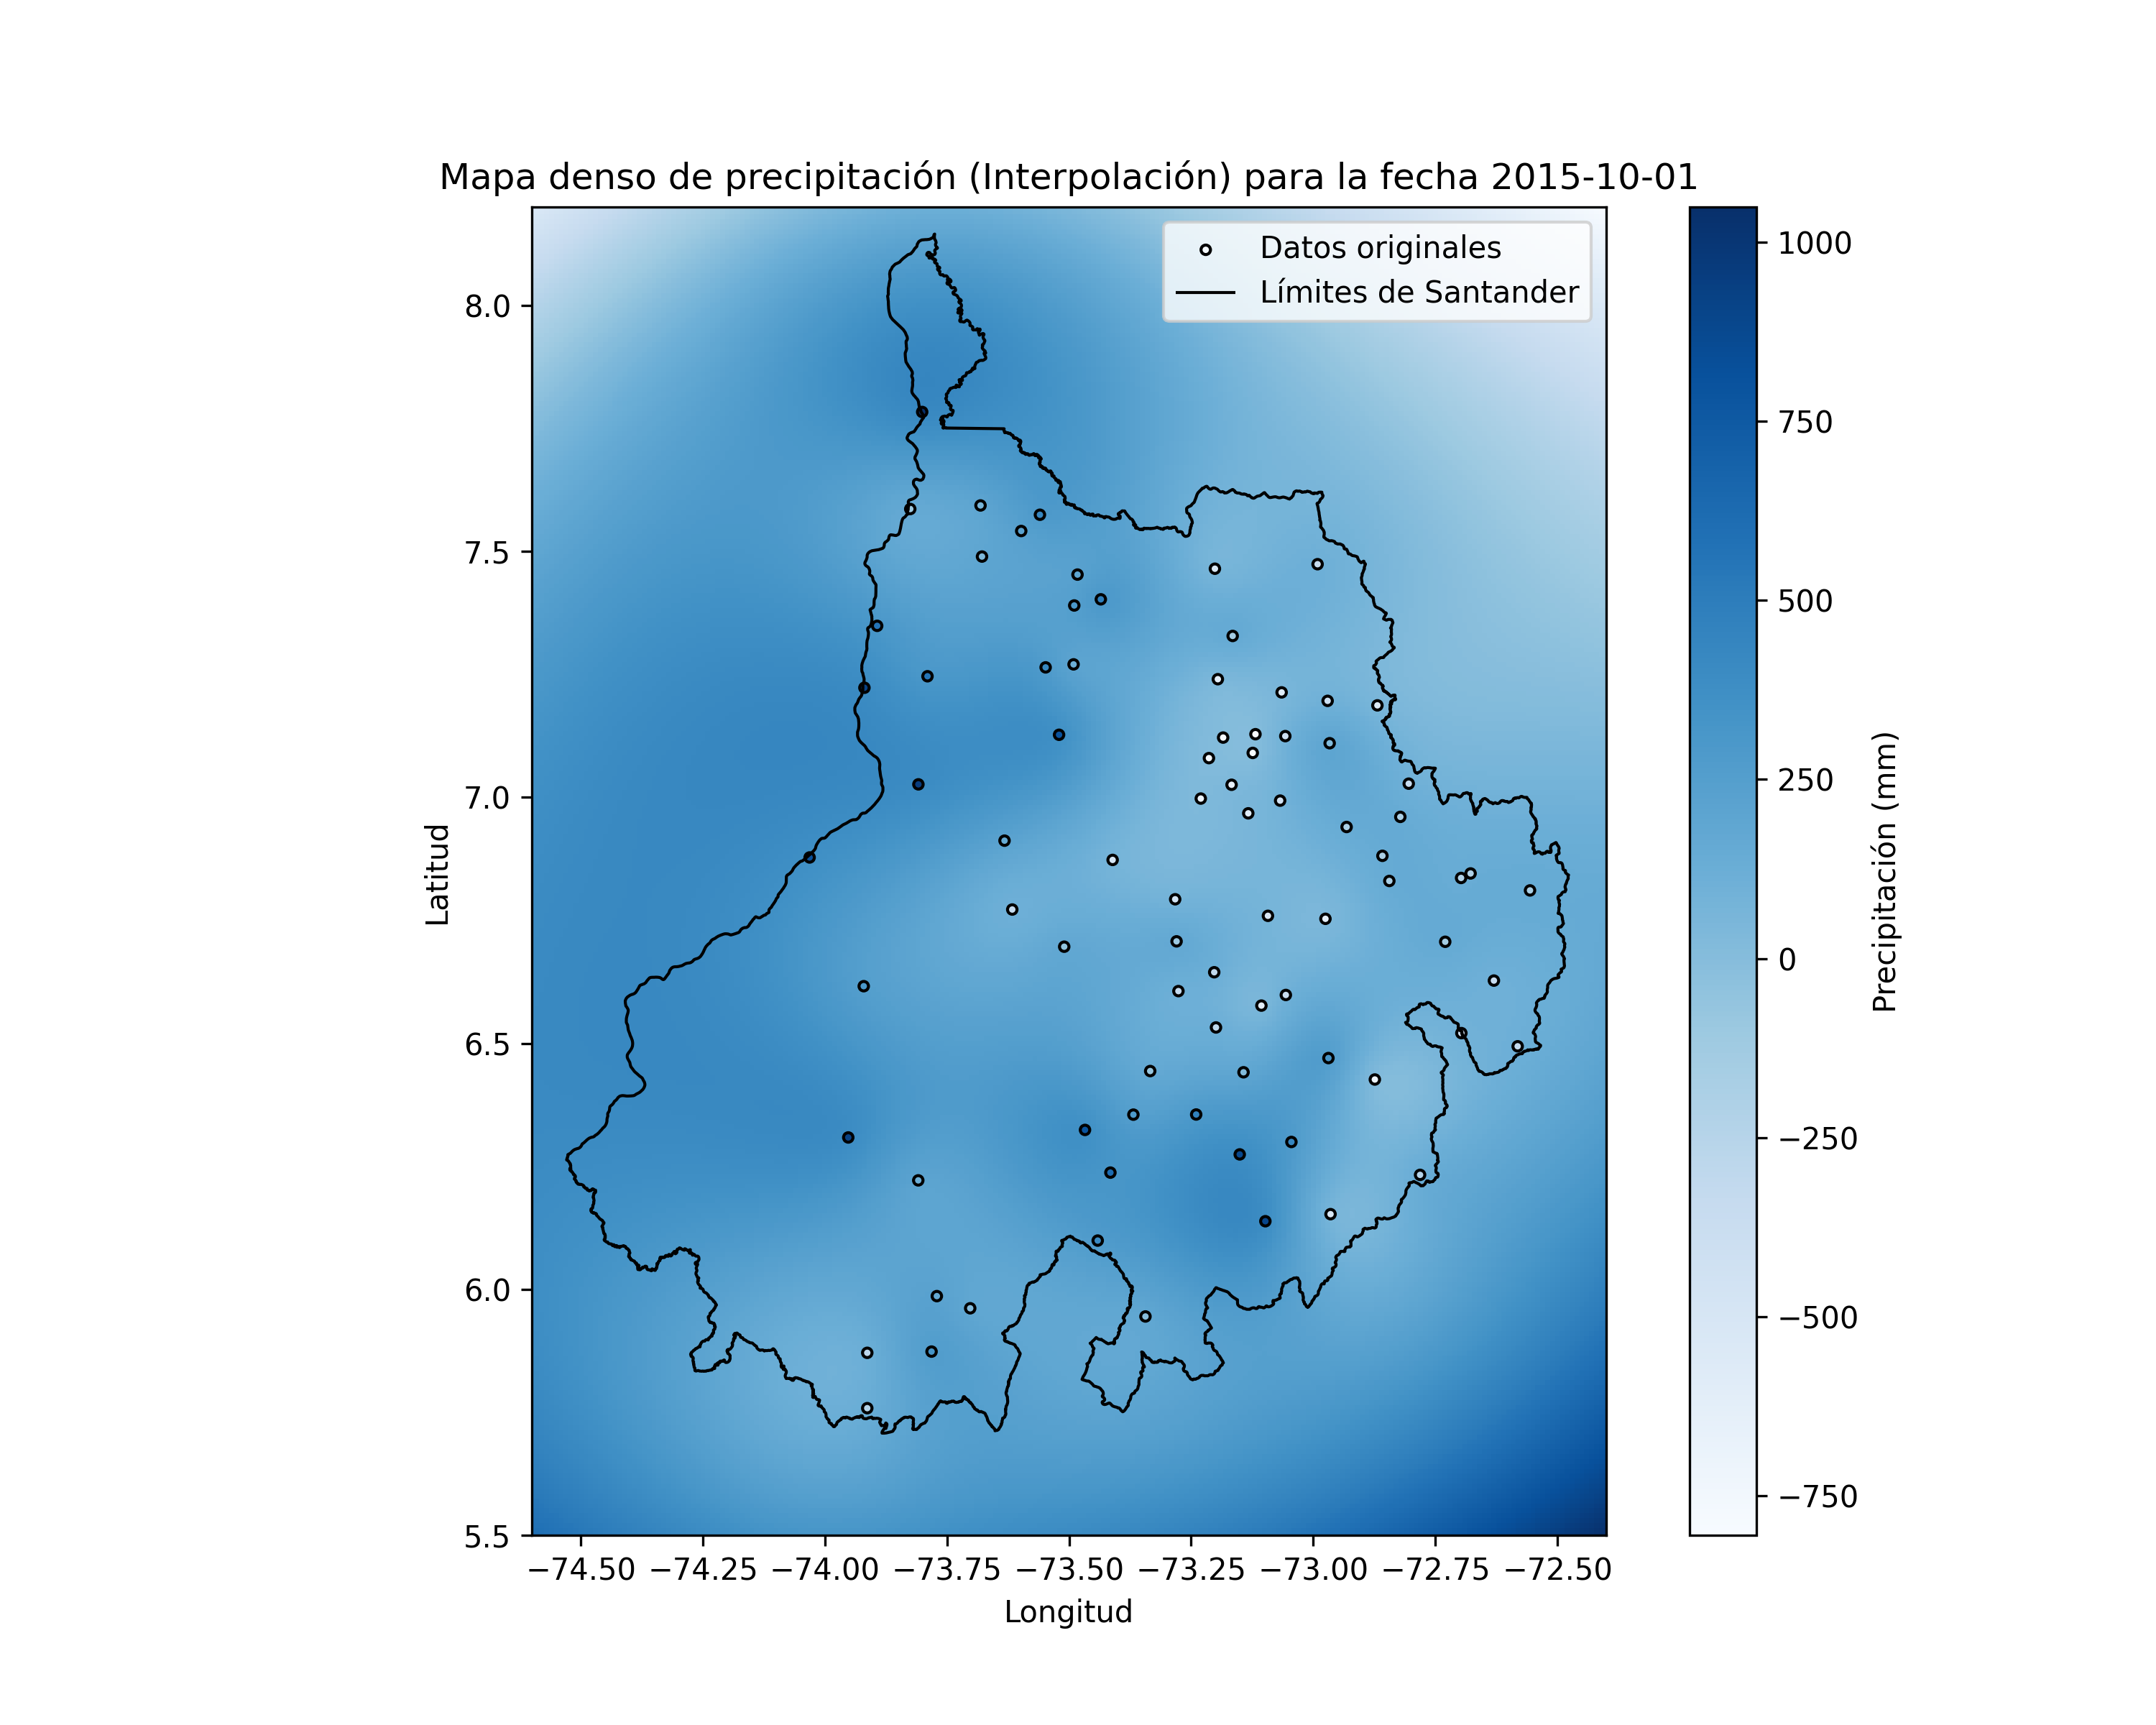 Mapa denso de precipitación (Interpolación) para la fecha 2015-10-01
Datos originales
Límites de Santander
8.0
7.5
7.0
6.5
6.0
5.5
Latitud
−74.50 −74.25 −74.00 −73.75 −73.50 −73.25 −73.00 −72.75 −72.50
Longitud
1000
750
500
250
0
−250
−500
−750
Precipitación (mm)